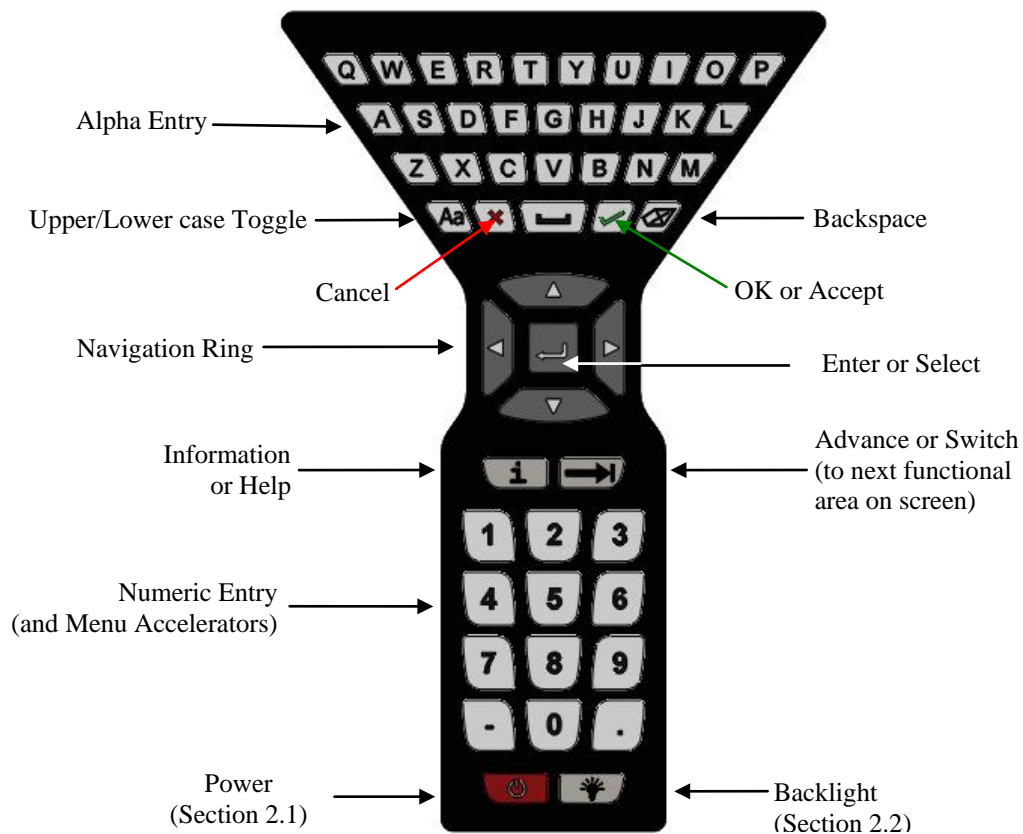 Q W E R T Y U I O P
Alpha Entry
A S D F G H J K L
Z X C V B N M
Upper/Lower case Toggle
Aa
Backspace
Cancel
OK or Accept
Navigation Ring
Enter or Select
Information
or Help
i
Advance or Switch
(to next functional
area on screen)
1 2 3
Numeric Entry
(and Menu Accelerators)
4 5 6
7 8 9
- 0 .
Power
(Section 2.1)
Backlight
(Section 2.2)